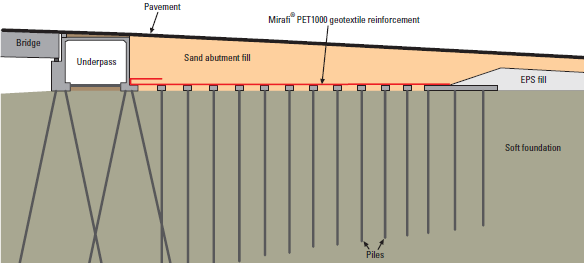 Pavement
Mirafi® PET1000 geotextile reinforcement
Bridge
Underpass
Sand abutment fill
EPS fill
Soft foundation
Piles